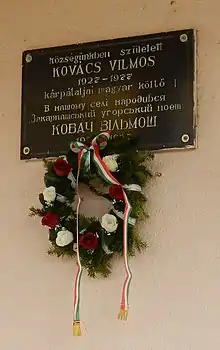 Községünkben született
KOVÁCS VILMOS
1927-1977
kárpátaljai magyar költő
В нашому селі народився
Закарпатський угорський поет
КОВАЧ ВІЛЬМОШ